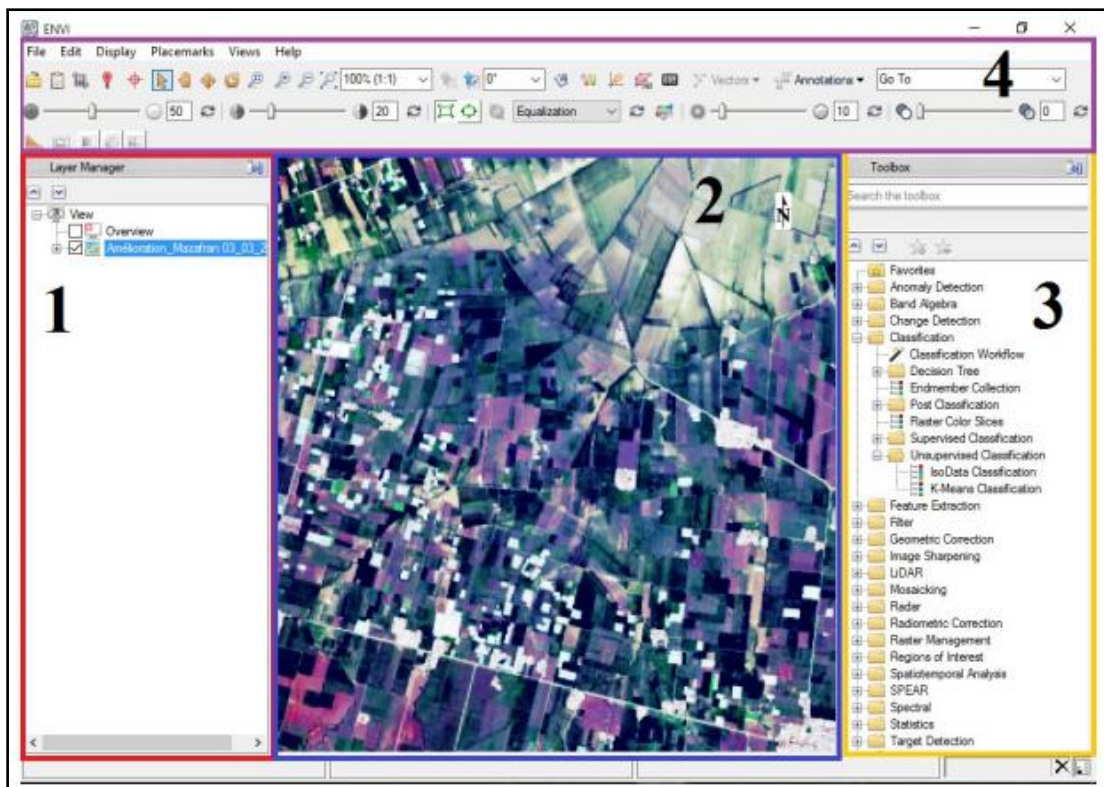 ENVI
File Edit Display Placemarks Views Help
4
100% (1:1) 0° Vectors Annotations Go To
50 20 Equalization 10 0
Layer Manager
View
Overview
Amélioration_Mazafran 03_03_2
1
2
N
Toolbox
Search the toolbox
3
Favorites
Anomaly Detection
Band Algebra
Change Detection
Classification
Classification Workflow
Decision Tree
Endmember Collection
Post Classification
Raster Color Slices
Supervised Classification
Unsupervised Classification
IsoData Classification
K-Means Classification
Feature Extraction
Filter
Geometric Correction
Image Sharpening
LiDAR
Mosaicking
Radar
Radiometric Correction
Raster Management
Regions of Interest
Spatiotemporal Analysis
SPEAR
Spectral
Statistics
Target Detection